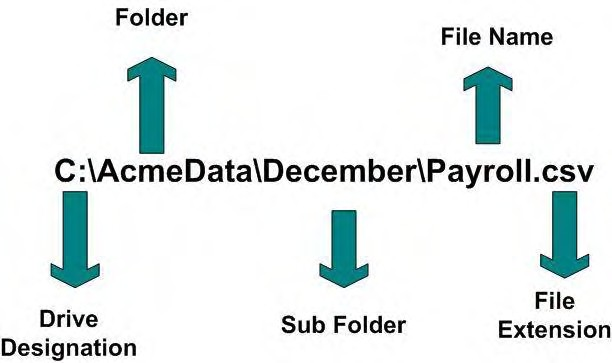 Folder
File Name
C:\AcmeData\December\Payroll.csv
Drive
Designation
Sub Folder
File
Extension